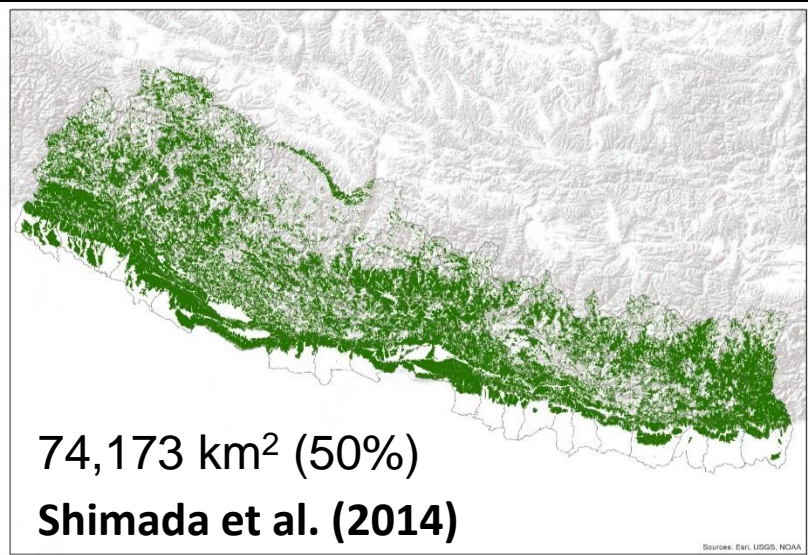 74,173 km² (50%)
Shimada et al. (2014)
Sources: Esri, USGS, NOAA